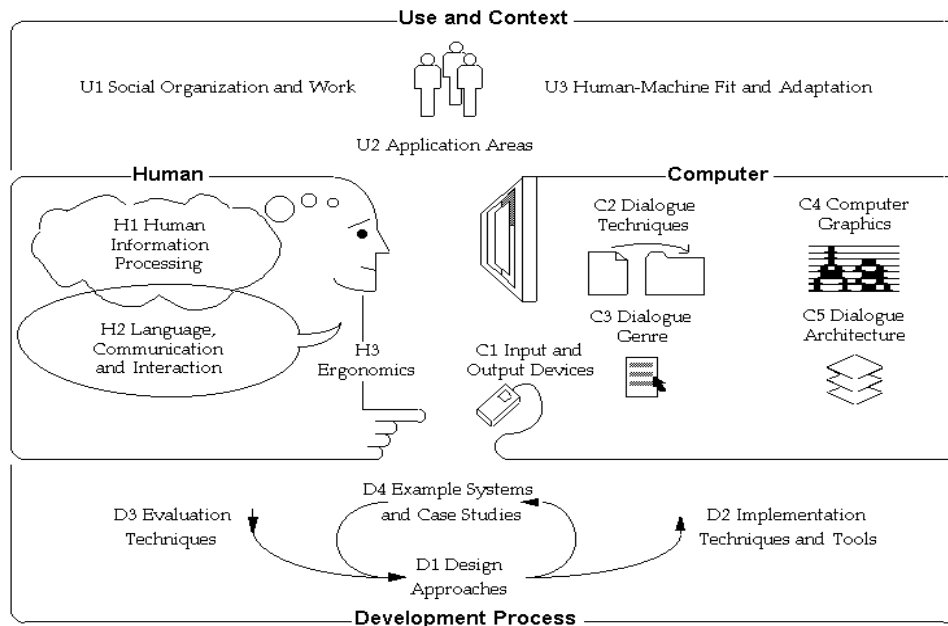 Use and Context
U1 Social Organization and Work
U3 Human-Machine Fit and Adaptation
U2 Application Areas
Human
Computer
H1 Human
Information
Processing
H2 Language,
Communication
and Interaction
H3
Ergonomics
C1 Input and
Output Devices
C2 Dialogue
Techniques
C3 Dialogue
Genre
C4 Computer
Graphics
C5 Dialogue
Architecture
D3 Evaluation
Techniques
D4 Example Systems
and Case Studies
D1 Design
Approaches
D2 Implementation
Techniques and Tools
Development Process